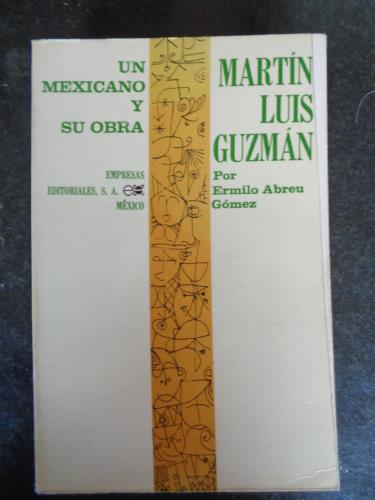 UN
MEXICANO
Y
SU OBRA
EMPRESAS
EDITORIALES, S. A.
MÉXICO
MARTÍN
LUIS
GUZMÁN
Por
Ermilo Abreu
Gómez